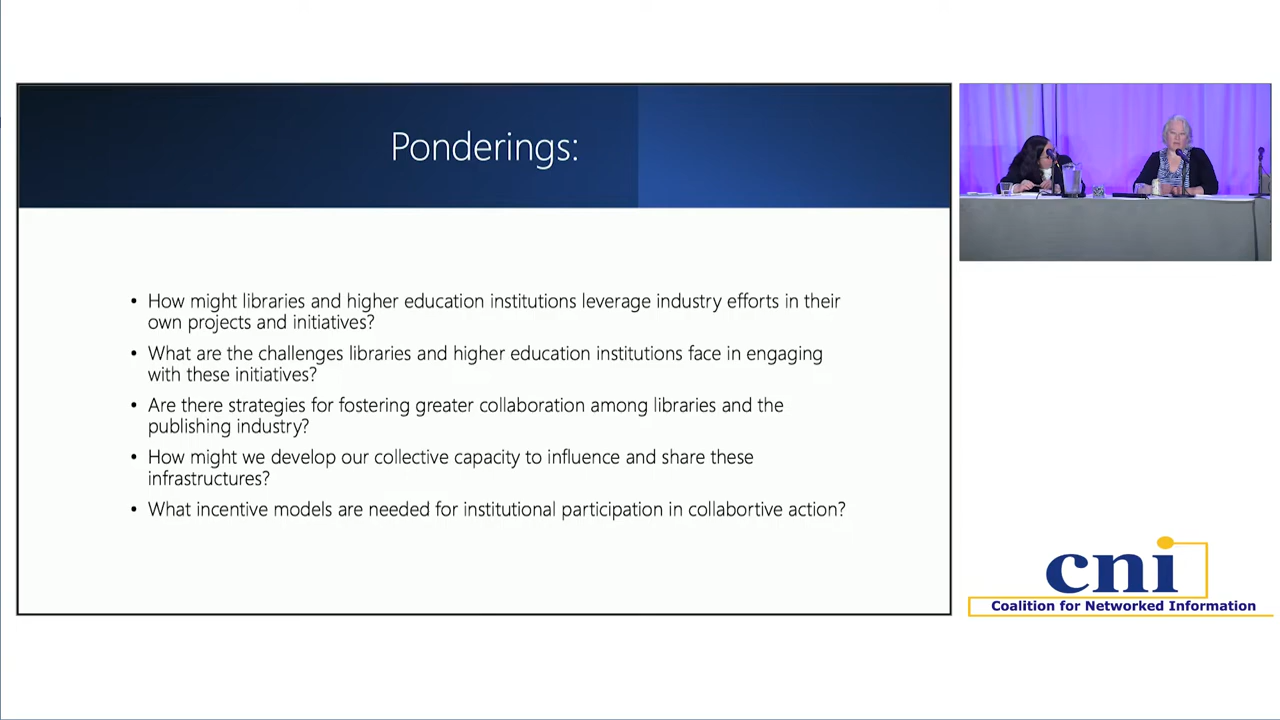 Ponderings:
• How might libraries and higher education institutions leverage industry efforts in their
own projects and initiatives?
• What are the challenges libraries and higher education institutions face in engaging
with these initiatives?
• Are there strategies for fostering greater collaboration among libraries and the
publishing industry?
• How might we develop our collective capacity to influence and share these
infrastructures?
• What incentive models are needed for institutional participation in collabortive action?
cni
Coalition for Networked Information